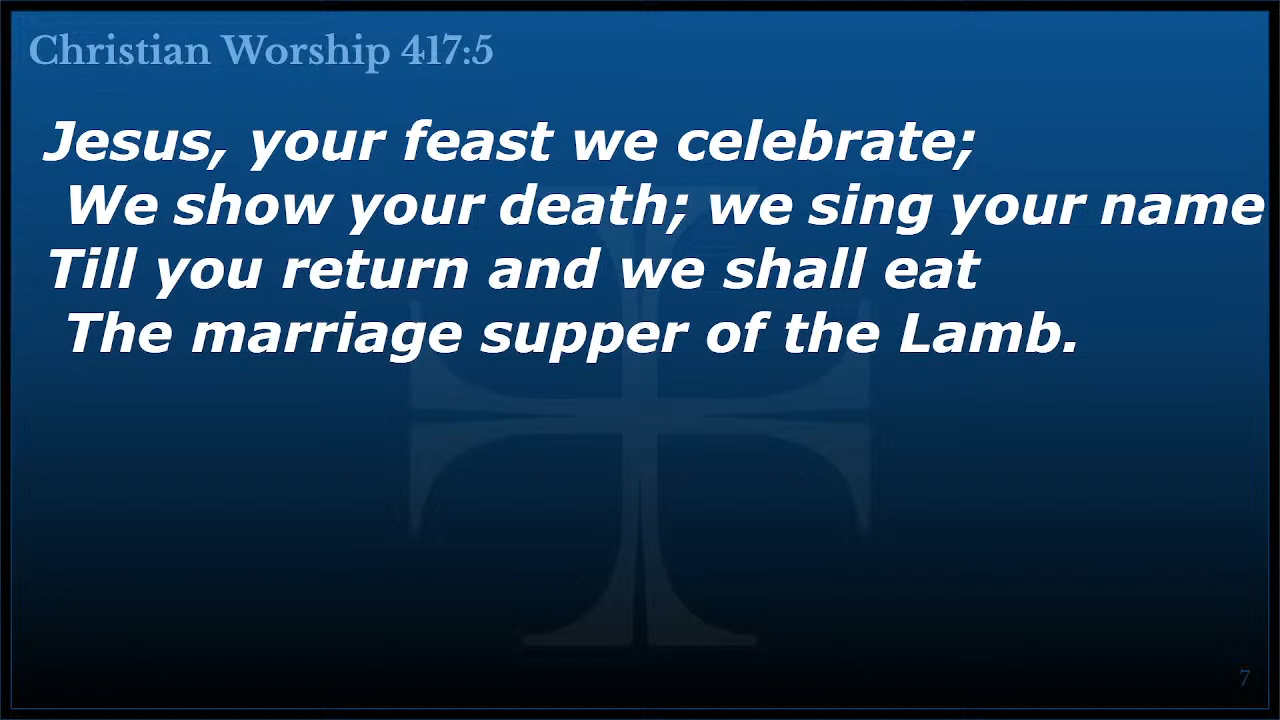 Christian Worship 417:5
Jesus, your feast we celebrate;
We show your death; we sing your name
Till you return and we shall eat
The marriage supper of the Lamb.
7